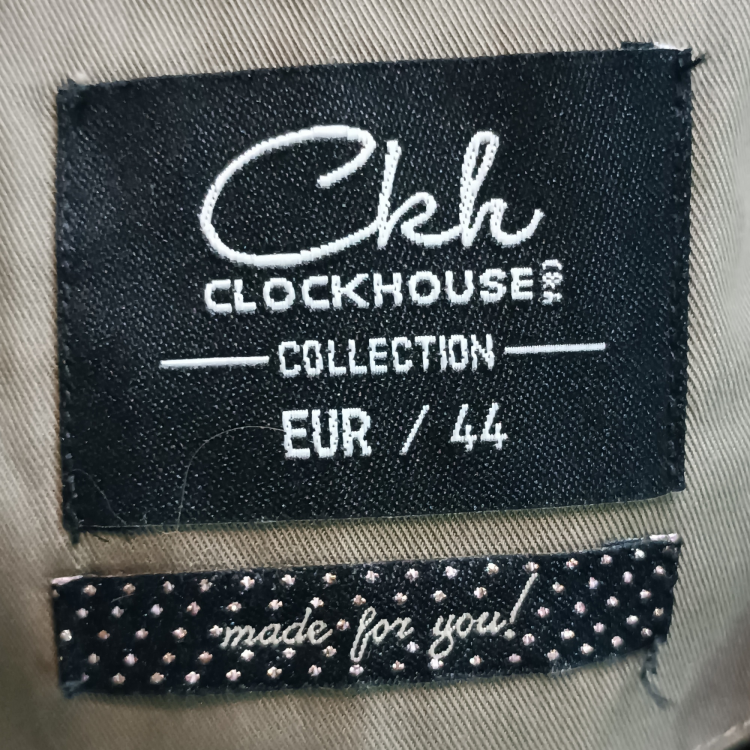 Ckh
CLOCKHOUSE C&A
COLLECTION
EUR / 44
made for you!